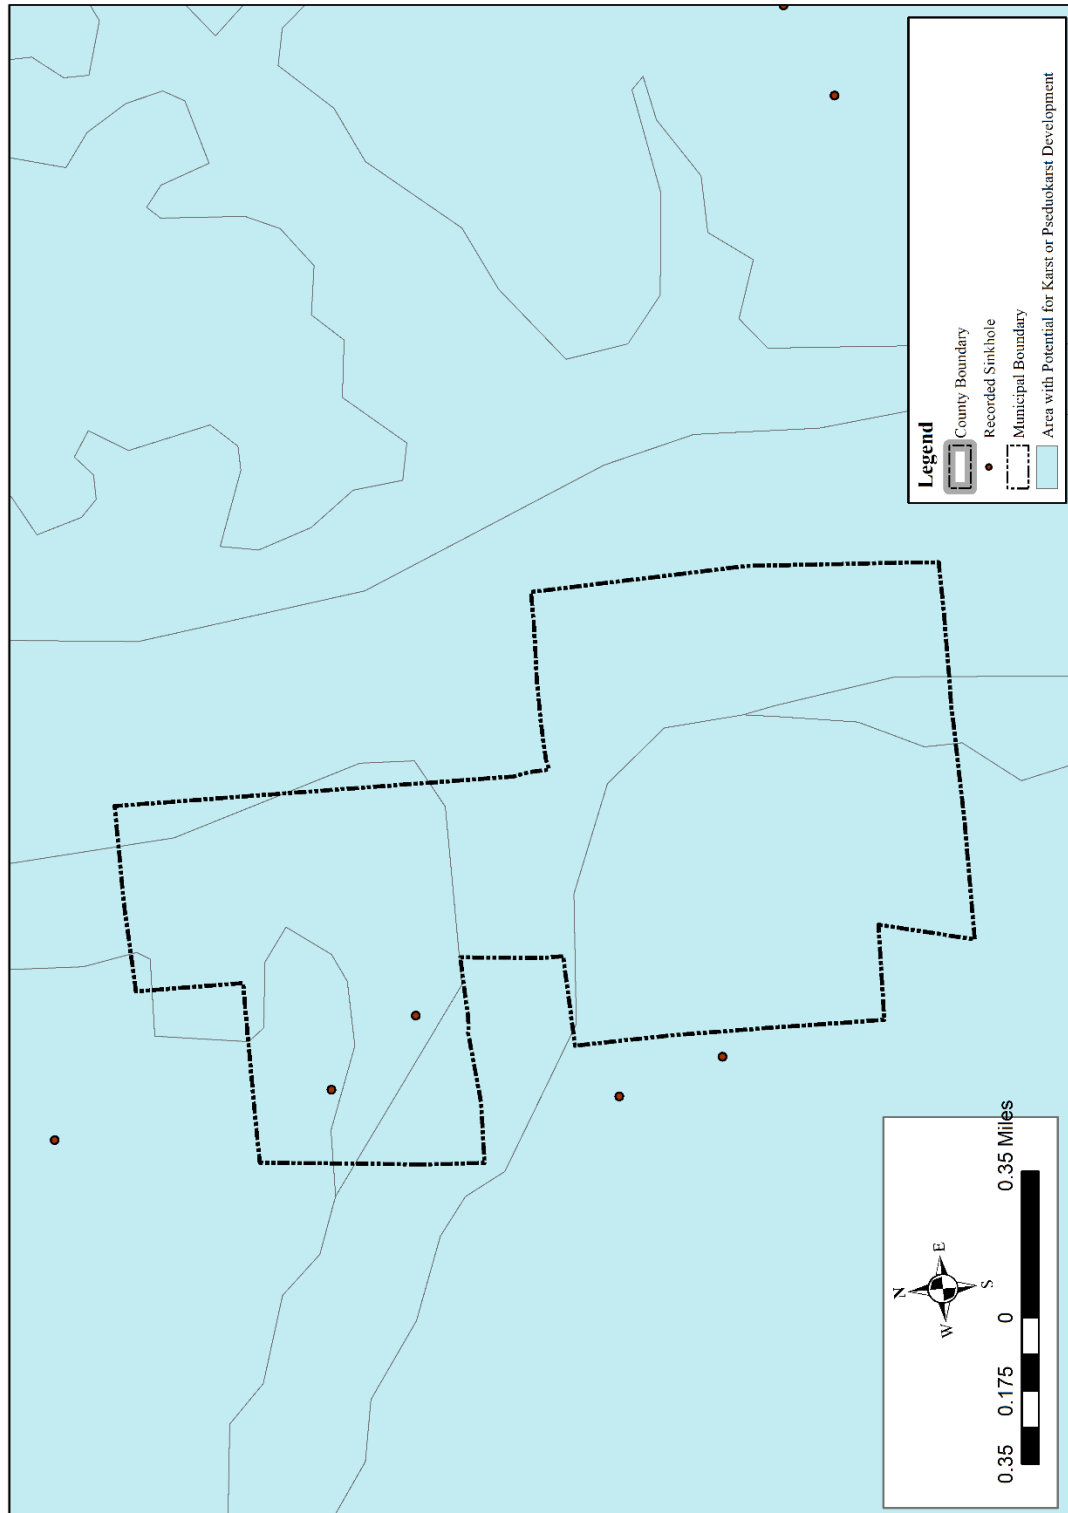 Legend
County Boundary
Recorded Sinkhole
Municipal Boundary
Area with Potential for Karst or Pseduokarst Development
N
W
E
S
0.35 0.175 0 0.35 Miles